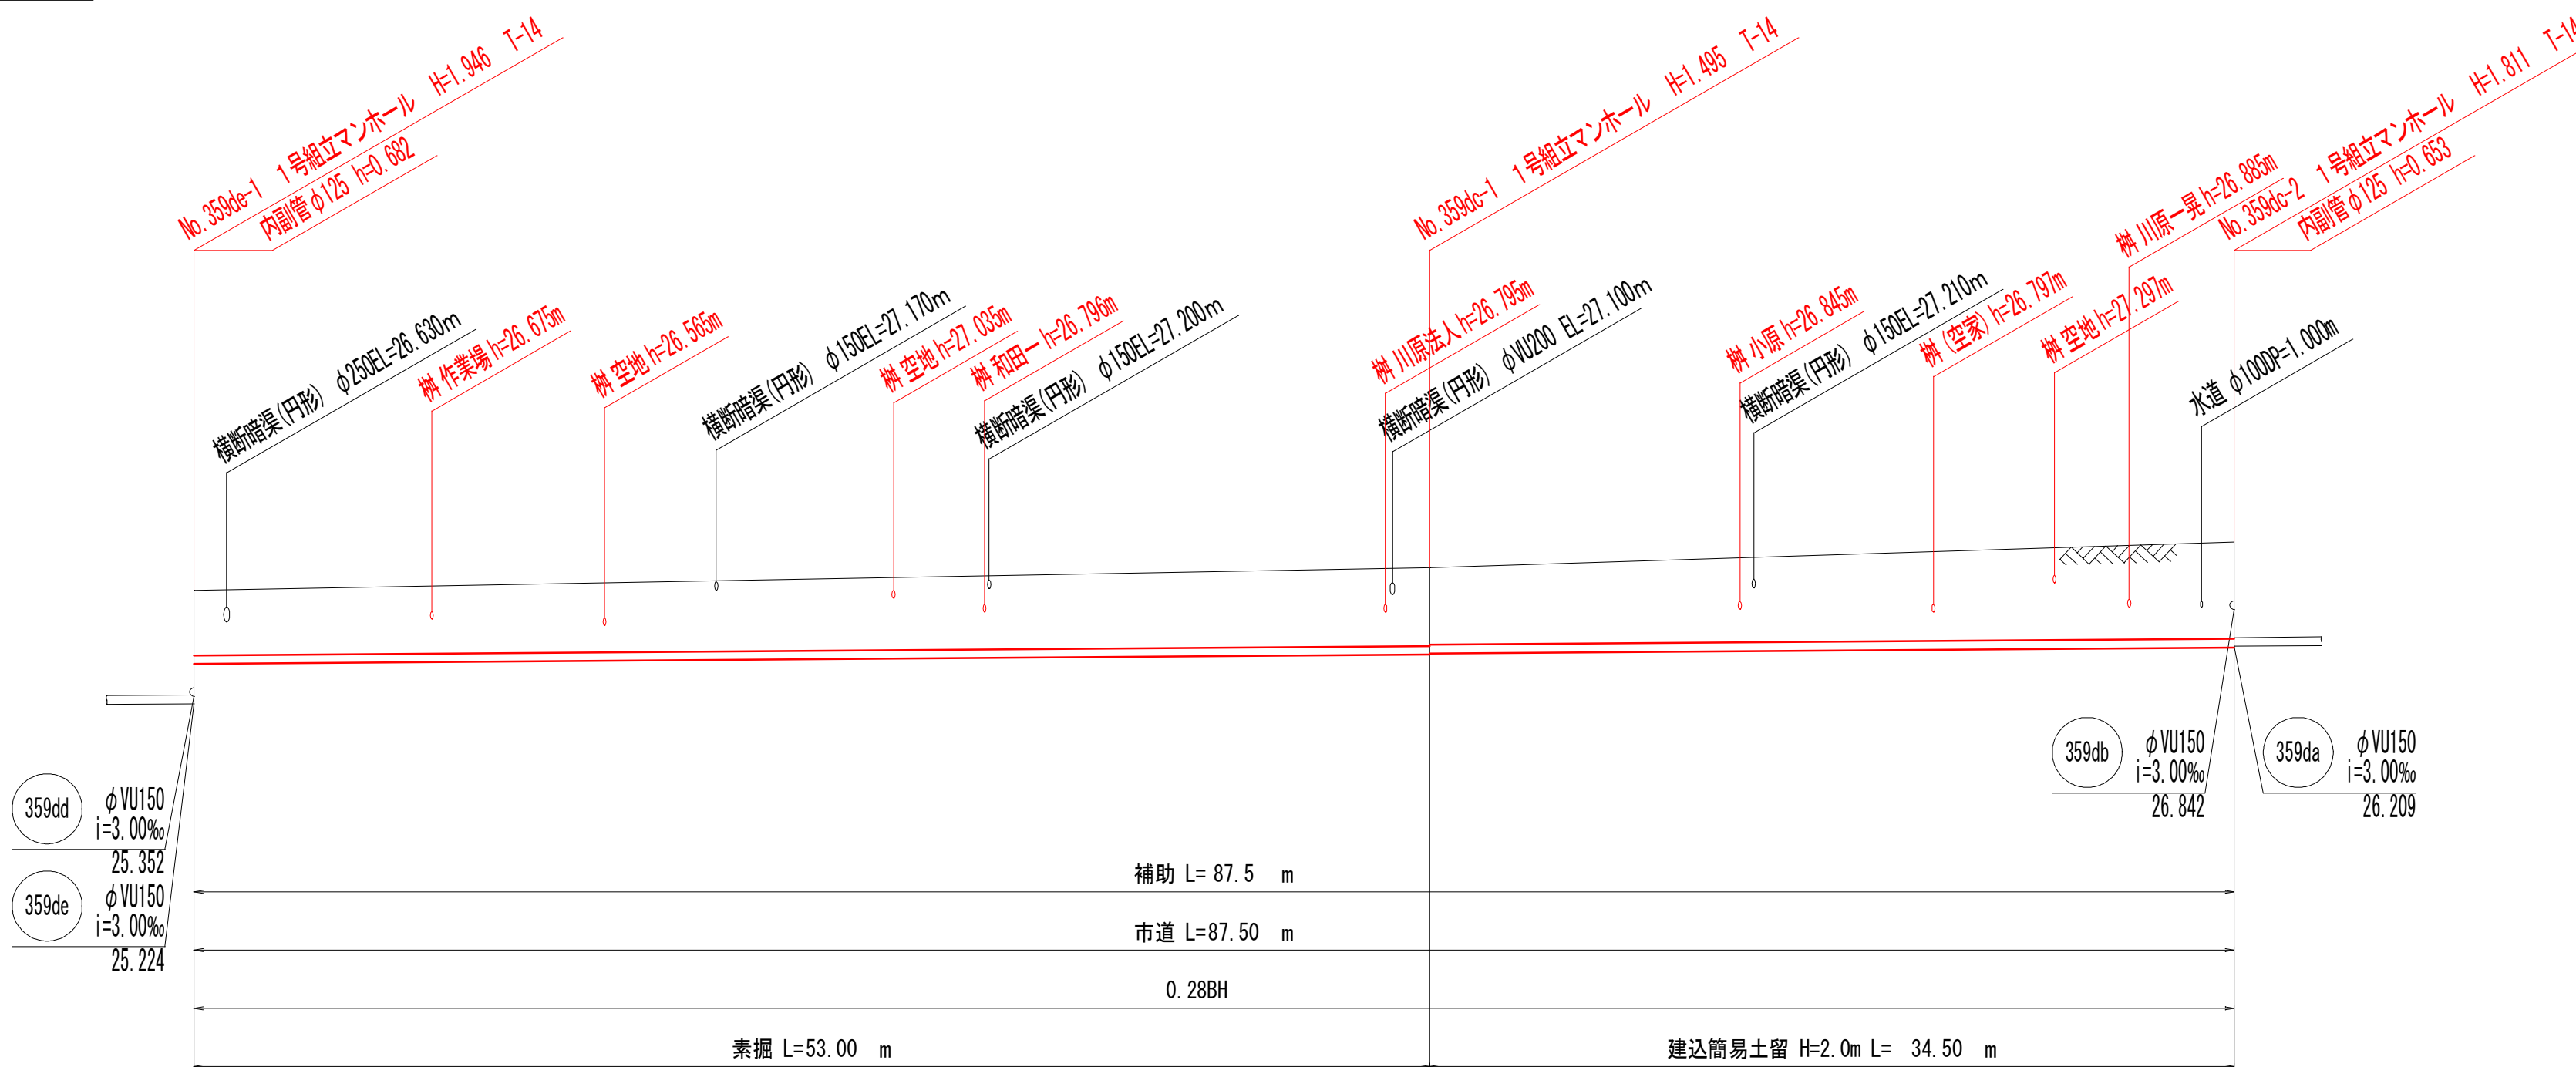 No.359de-1　1号組立マンホール　H=1.946　T-14
内副管φ125 h=0.682
No.359dc-1　1号組立マンホール　H=1.495　T-14
桝 川原一晃 h=26.885m
No.359dc-2　1号組立マンホール　H=1.811　T-14
内副管φ125 h=0.653
横断暗渠(円形)　φ250EL=26.630m
桝 作業場 h=26.675m
桝 空地 h=26.565m
横断暗渠(円形)　φ150EL=27.170m
桝 空地 h=27.035m
桝 和田一 h=26.796m
横断暗渠(円形)　φ150EL=27.200m
桝 川原法人 h=26.795m
横断暗渠(円形)　φVU200 EL=27.100m
桝 小原 h=26.845m
横断暗渠(円形)　φ150EL=27.210m
桝 (空家) h=26.797m
桝 空地 h=27.297m
水道 φ100DP=1.000m
359db
φVU150
i=3.00‰
26.842
359da
φVU150
i=3.00‰
26.209
359dd
φVU150
i=3.00‰
25.352
359de
φVU150
i=3.00‰
25.224
補助 L= 87.5　m
市道 L=87.50　m
0.28BH
素掘 L=53.00　m
建込簡易土留 H=2.0m L=　34.50　m